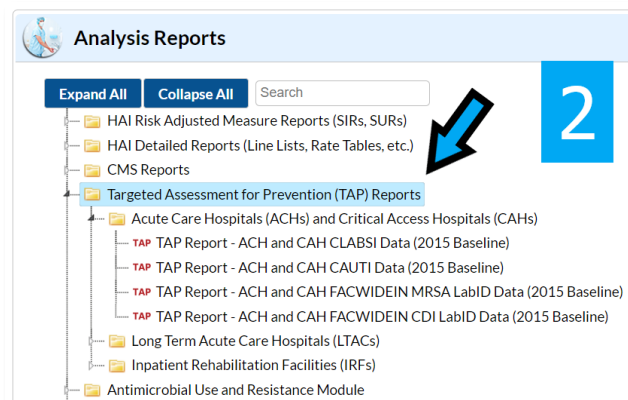 Analysis Reports
Expand All Collapse All Search
2
HAI Risk Adjusted Measure Reports (SIRs, SURs)
HAI Detailed Reports (Line Lists, Rate Tables, etc.)
CMS Reports
Targeted Assessment for Prevention (TAP) Reports
Acute Care Hospitals (ACHs) and Critical Access Hospitals (CAHs)
TAP TAP Report - ACH and CAH CLABSI Data (2015 Baseline)
TAP TAP Report - ACH and CAH CAUTI Data (2015 Baseline)
TAP TAP Report - ACH and CAH FACWIDEIN MRSA LabID Data (2015 Baseline)
TAP TAP Report - ACH and CAH FACWIDEIN CDI LabID Data (2015 Baseline)
Long Term Acute Care Hospitals (LTACs)
Inpatient Rehabilitation Facilities (IRFs)
Antimicrobial Use and Resistance Module